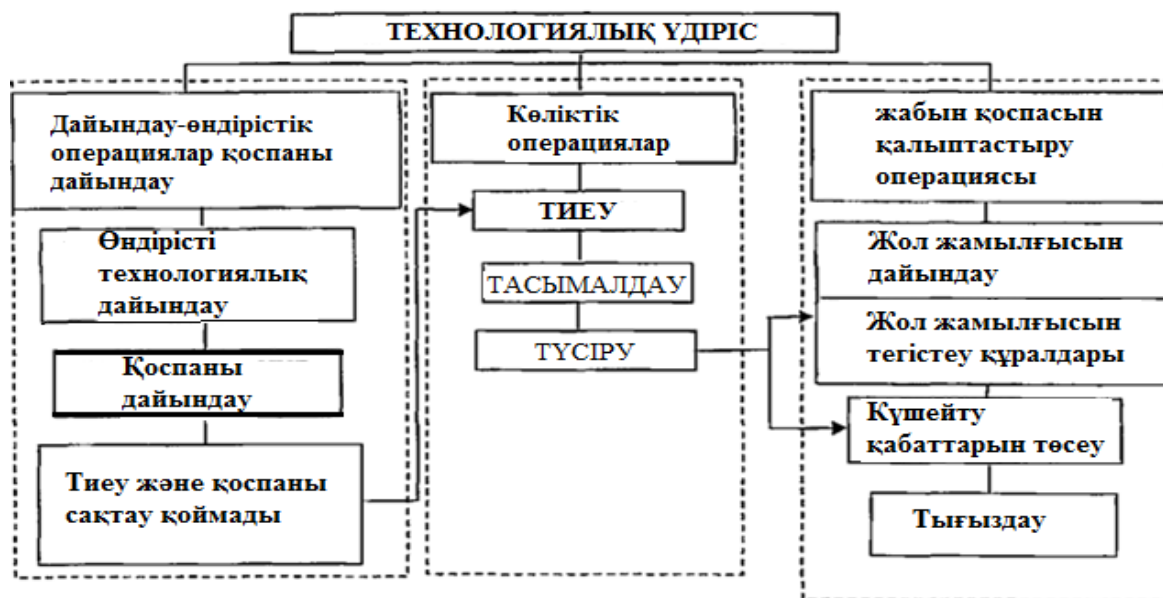 ТЕХНОЛОГИЯЛЫҚ ҮДІРІС
Дайындау-өндірістік
операциялар қоспаны
дайындау
Өндірісті
технологиялық
дайындау
Қоспаны
дайындау
Тиеу және қоспаны
сақтау қоймады
Көліктік
операциялар
ТИЕУ
ТАСЫМАЛДАУ
ТҮСІРУ
жабын қоспасын
қалыптастыру
операциясы
Жол жамылғысын
дайындау
Жол жамылғысын
тегістеу құралдары
Күшейту
қабаттарын төсеу
Тығыздау